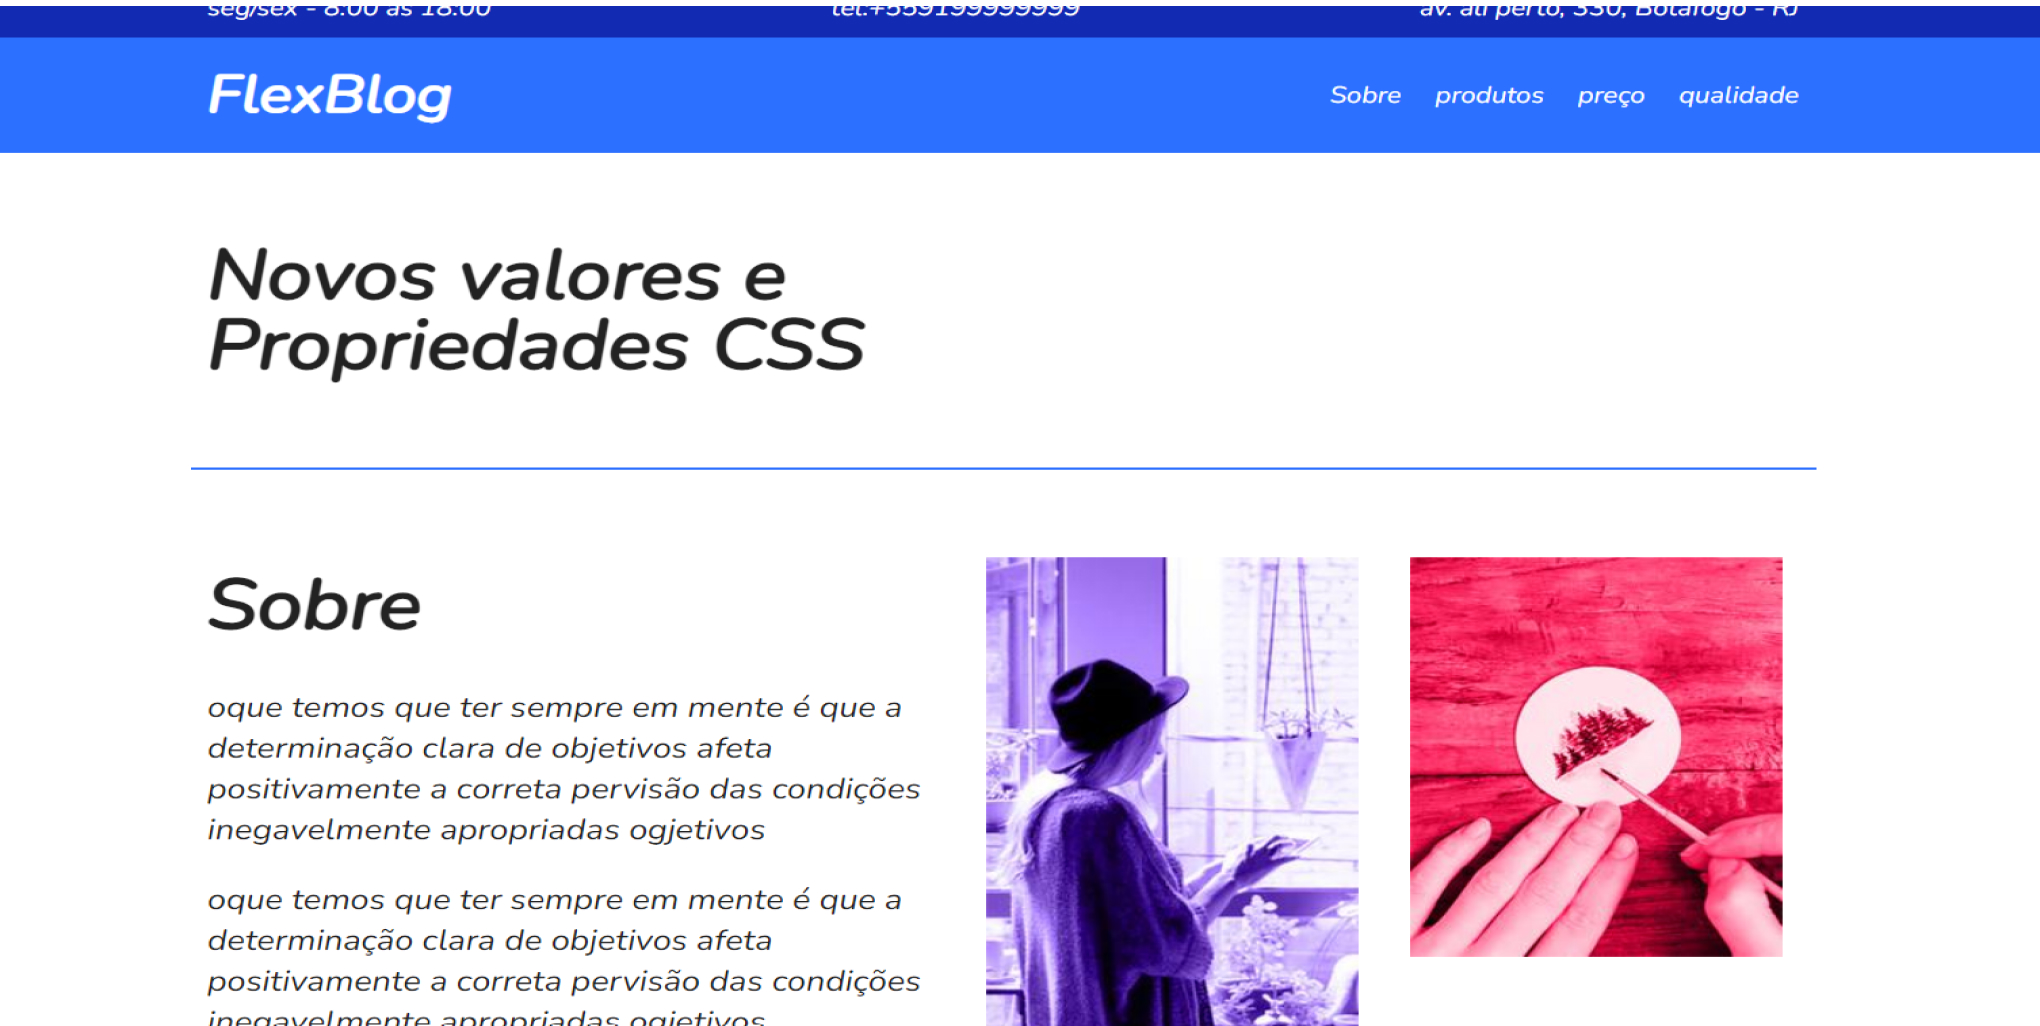 seg/sex - 8:00 as 18:00
tel:+559199999999
av. ali perto, 330, Botafogo - RJ
FlexBlog
Sobre produtos preço qualidade
Novos valores e
Propriedades CSS
Sobre
oque temos que ter sempre em mente é que a
determinação clara de objetivos afeta
positivamente a correta pervisão das condições
inegavelmente apropriadas ogjetivos
oque temos que ter sempre em mente é que a
determinação clara de objetivos afeta
positivamente a correta pervisão das condições
inegavelmente apropriadas ogjetivos